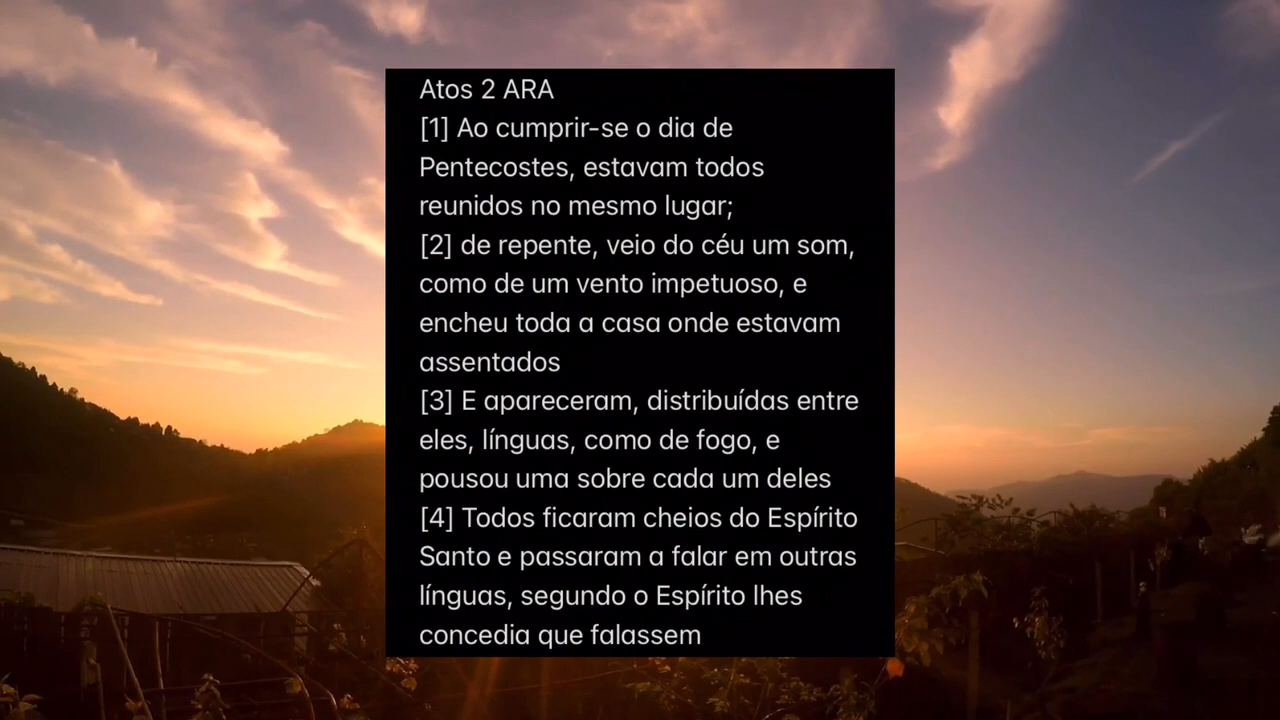 Atos 2 ARA
[1] Ao cumprir-se o dia de
Pentecostes, estavam todos
reunidos no mesmo lugar;
[2] de repente, veio do céu um som,
como de um vento impetuoso, e
encheu toda a casa onde estavam
assentados
[3] E apareceram, distribuídas entre
eles, línguas, como de fogo, e
pousou uma sobre cada um deles
[4] Todos ficaram cheios do Espírito
Santo e passaram a falar em outras
línguas, segundo o Espírito lhes
concedia que falassem